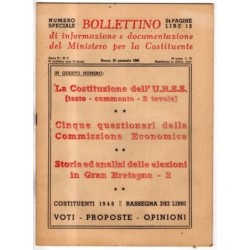 NUMERO
SPECIALE
BOLLETTINO
24 PAGINE
LIRE 15
di informazione e documentazione
del Ministero per la Costituente
IN QUESTO NUMERO:
La Costituzione dell' U.R.S.S.
[testo - commento - 2 tavole]
Cinque questionari della
Commissione Economica
Storia ed analisi delle elezioni
in Gran Bretagna - 2
COSTITUENTI 1946
RASSEGNA DEI LIBRI
VOTI - PROPOSTE - OPINIONI